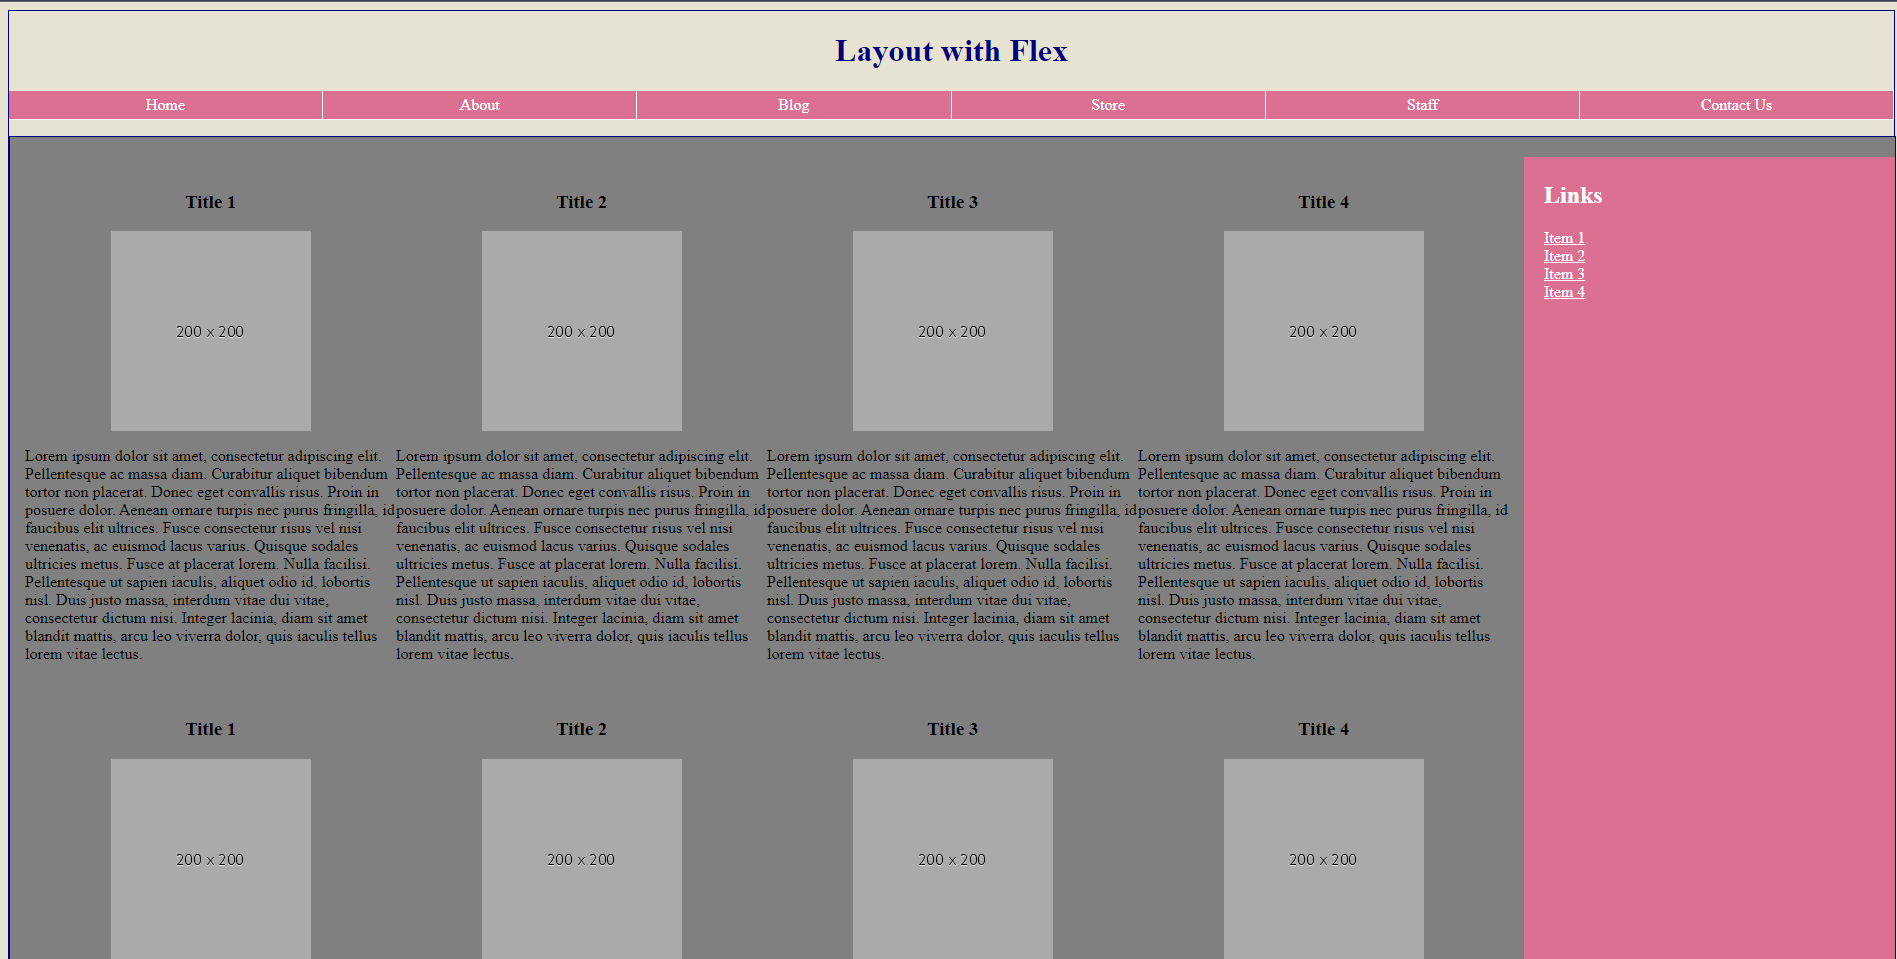 Layout with Flex
Home About Blog Store Staff Contact Us
Title 1
200 x 200
Lorem ipsum dolor sit amet, consectetur adipiscing elit.
Pellentesque ac massa diam. Curabitur aliquet bibendum
tortor non placerat. Donec eget convallis risus. Proin in
posuere dolor. Aenean ornare turpis nec purus fringilla, id
faucibus elit ultrices. Fusce consectetur risus vel nisi
venenatis, ac euismod lacus varius. Quisque sodales
ultricies metus. Fusce at placerat lorem. Nulla facilisi.
Pellentesque ut sapien iaculis, aliquet odio id, lobortis
nisl. Duis justo massa, interdum vitae dui vitae,
consectetur dictum nisi. Integer lacinia, diam sit amet
blandit mattis, arcu leo viverra dolor, quis iaculis tellus
lorem vitae lectus.
Title 2
200 x 200
Lorem ipsum dolor sit amet, consectetur adipiscing elit.
Pellentesque ac massa diam. Curabitur aliquet bibendum
tortor non placerat. Donec eget convallis risus. Proin in
posuere dolor. Aenean ornare turpis nec purus fringilla, id
faucibus elit ultrices. Fusce consectetur risus vel nisi
venenatis, ac euismod lacus varius. Quisque sodales
ultricies metus. Fusce at placerat lorem. Nulla facilisi.
Pellentesque ut sapien iaculis, aliquet odio id, lobortis
nisl. Duis justo massa, interdum vitae dui vitae,
consectetur dictum nisi. Integer lacinia, diam sit amet
blandit mattis, arcu leo viverra dolor, quis iaculis tellus
lorem vitae lectus.
Title 3
200 x 200
Lorem ipsum dolor sit amet, consectetur adipiscing elit.
Pellentesque ac massa diam. Curabitur aliquet bibendum
tortor non placerat. Donec eget convallis risus. Proin in
posuere dolor. Aenean ornare turpis nec purus fringilla, id
faucibus elit ultrices. Fusce consectetur risus vel nisi
venenatis, ac euismod lacus varius. Quisque sodales
ultricies metus. Fusce at placerat lorem. Nulla facilisi.
Pellentesque ut sapien iaculis, aliquet odio id, lobortis
nisl. Duis justo massa, interdum vitae dui vitae,
consectetur dictum nisi. Integer lacinia, diam sit amet
blandit mattis, arcu leo viverra dolor, quis iaculis tellus
lorem vitae lectus.
Title 4
200 x 200
Lorem ipsum dolor sit amet, consectetur adipiscing elit.
Pellentesque ac massa diam. Curabitur aliquet bibendum
tortor non placerat. Donec eget convallis risus. Proin in
posuere dolor. Aenean ornare turpis nec purus fringilla, id
faucibus elit ultrices. Fusce consectetur risus vel nisi
venenatis, ac euismod lacus varius. Quisque sodales
ultricies metus. Fusce at placerat lorem. Nulla facilisi.
Pellentesque ut sapien iaculis, aliquet odio id, lobortis
nisl. Duis justo massa, interdum vitae dui vitae,
consectetur dictum nisi. Integer lacinia, diam sit amet
blandit mattis, arcu leo viverra dolor, quis iaculis tellus
lorem vitae lectus.
Title 1
200 x 200
Title 2
200 x 200
Title 3
200 x 200
Title 4
200 x 200
Links
Item 1
Item 2
Item 3
Item 4